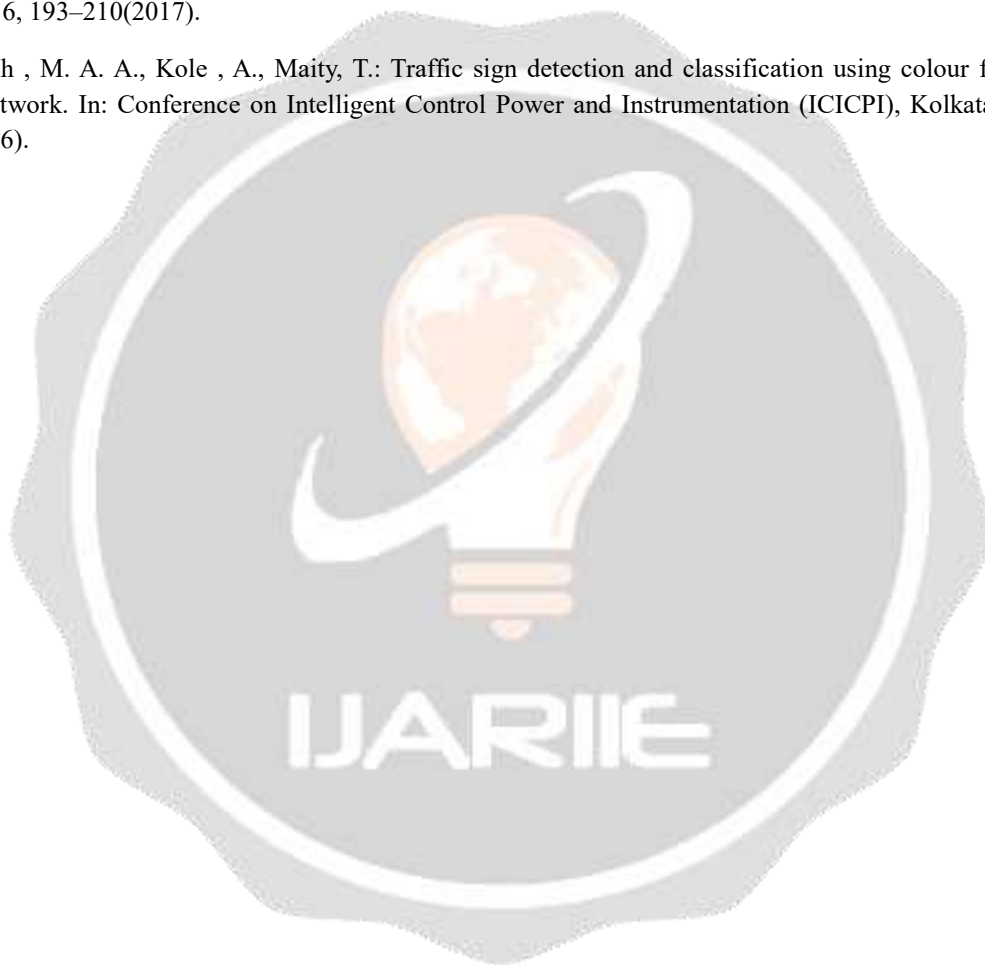 6, 193–210(2017).
h , M. A. A., Kole , A., Maity, T.: Traffic sign detection and classification using colour f
twork. In: Conference on Intelligent Control Power and Instrumentation (ICICPI), Kolkata
6).
IJARIIE